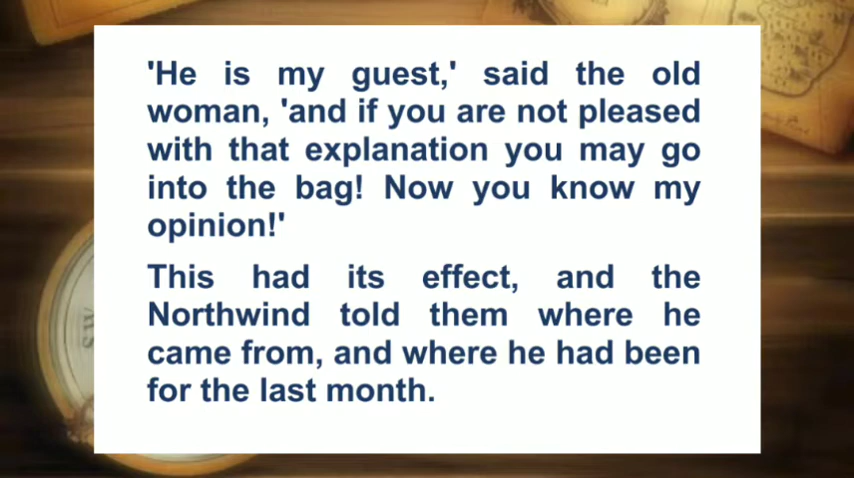 'He is my guest,' said the old
woman, 'and if you are not pleased
with that explanation you may go
into the bag! Now you know my
opinion!'
This had its effect, and the
Northwind told them where he
came from, and where he had been
for the last month.